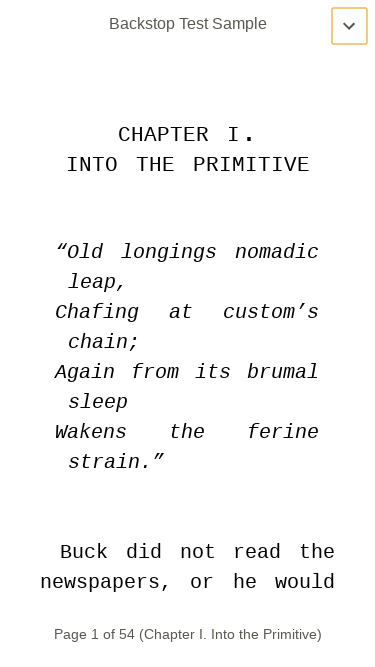 Backstop Test Sample
CHAPTER I.
INTO THE PRIMITIVE
“Old longings nomadic
leap,
Chafing at custom’s
chain;
Again from its brumal
sleep
Wakens the ferine
strain.”
Buck did not read the
newspapers, or he would
Page 1 of 54 (Chapter I. Into the Primitive)